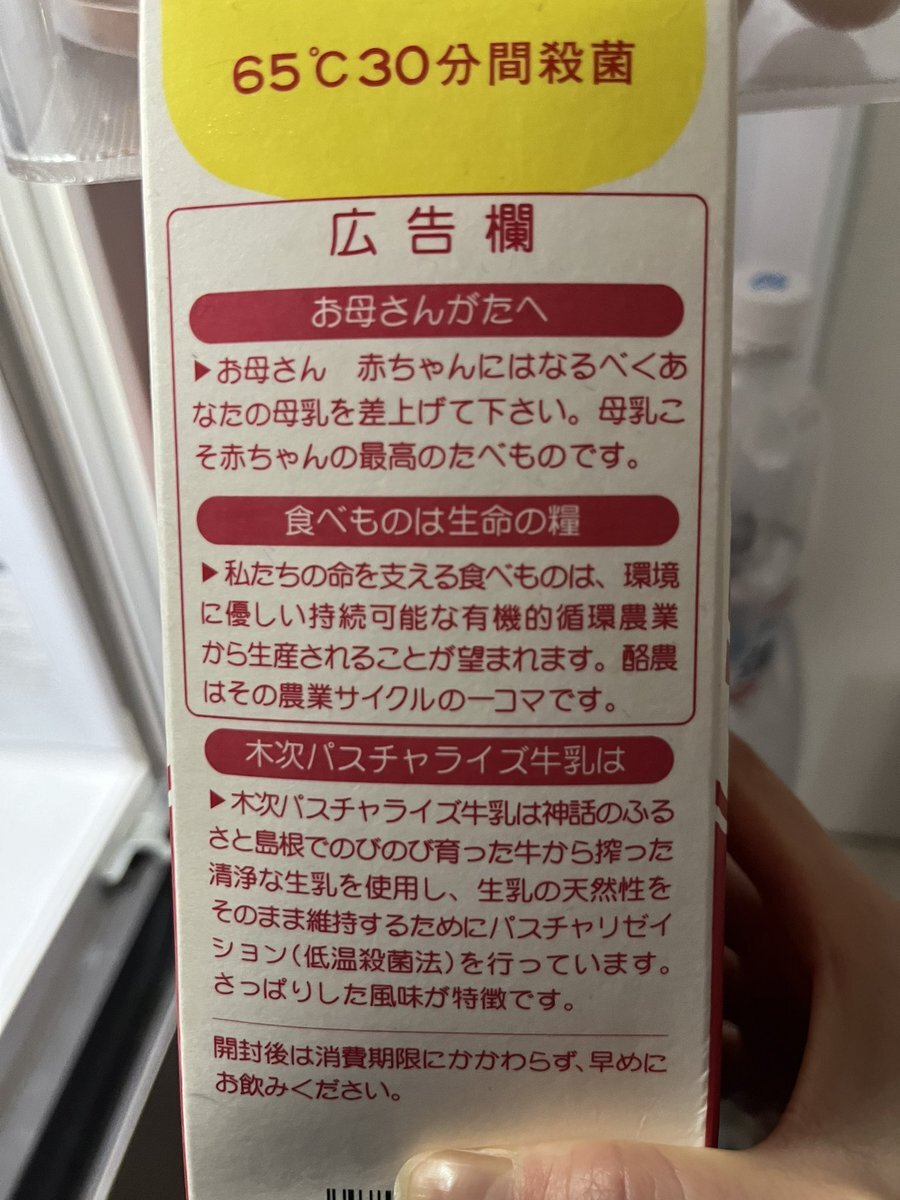 65℃30分間殺菌
広告欄
お母さんがたへ
▶お母さん　赤ちゃんにはなるべくあ
なたの母乳を差上げて下さい。母乳こ
そ赤ちゃんの最高のたべものです。
食べものは生命の糧
▶私たちの命を支える食べものは、環境
に優しい持続可能な有機的循環農業
から生産されることが望まれます。酪農
はその農業サイクルの一コマです。
木次パスチャライズ牛乳は
▶木次パスチャライズ牛乳は神話のふる
さと島根でのびのび育った牛から搾った
清浄な生乳を使用し、生乳の天然性を
そのまま維持するためにパスチャリゼイ
ション(低温殺菌法)を行っています。
さっぱりした風味が特徴です。
開封後は消費期限にかかわらず、早めに
お飲みください。